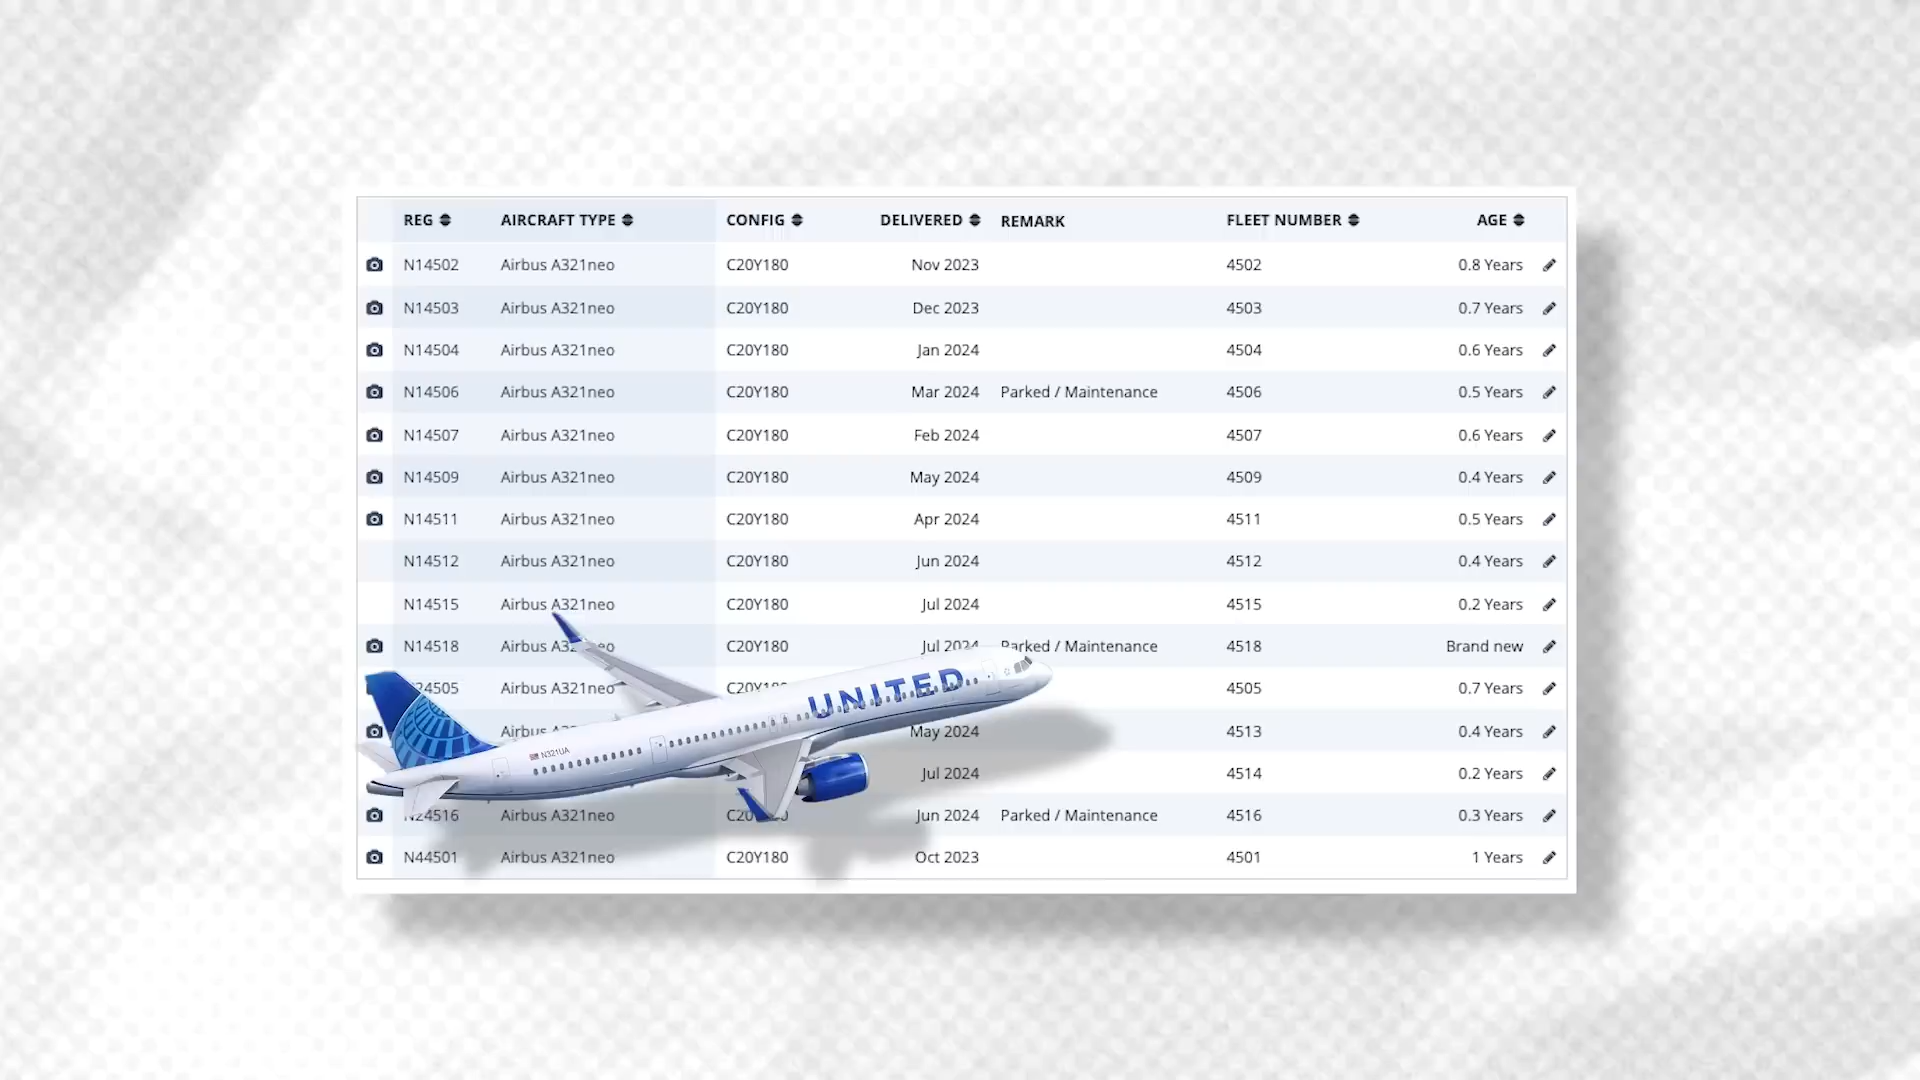 REG AIRCRAFT TYPE CONFIG DELIVERED REMARK FLEET NUMBER AGE
N14502 Airbus A321neo C20Y180 Nov 2023 4502 0.8 Years
N14503 Airbus A321neo C20Y180 Dec 2023 4503 0.7 Years
N14504 Airbus A321neo C20Y180 Jan 2024 4504 0.6 Years
N14506 Airbus A321neo C20Y180 Mar 2024 Parked / Maintenance 4506 0.5 Years
N14507 Airbus A321neo C20Y180 Feb 2024 4507 0.6 Years
N14509 Airbus A321neo C20Y180 May 2024 4509 0.4 Years
N14511 Airbus A321neo C20Y180 Apr 2024 4511 0.5 Years
N14512 Airbus A321neo C20Y180 Jun 2024 4512 0.4 Years
N14515 Airbus A321neo C20Y180 Jul 2024 4515 0.2 Years
N14518 Airbus C20Y180 Jul 2024 Parked / Maintenance 4518 Brand new
Airbus A321neo 4505 0.7 Years
Airbus May 2024 4513 0.4 Years
Jul 2024 4514 0.2 Years
N24516 Airbus A321neo Jun 2024 Parked / Maintenance 4516 0.3 Years
N44501 Airbus A321neo C20Y180 Oct 2023 4501 1 Years
UNITED
N321UA